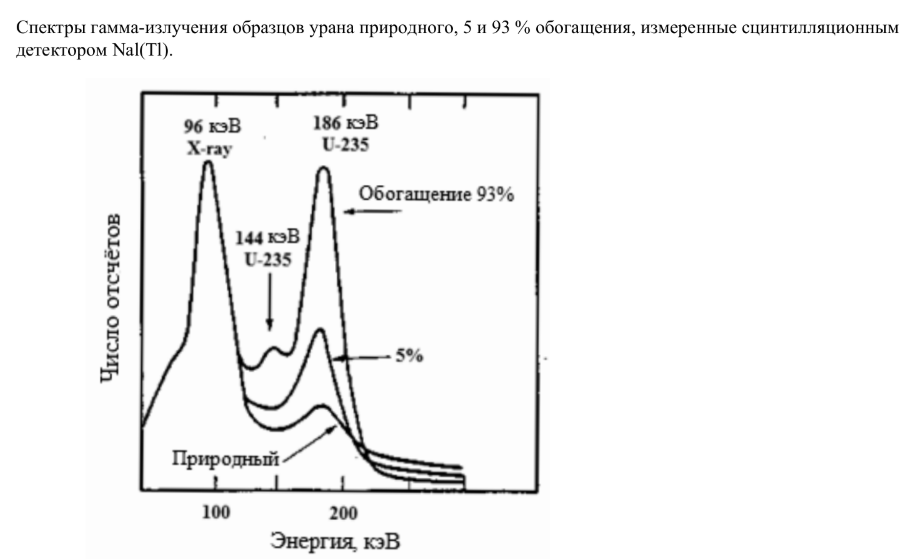 Спектры гамма-излучения образцов урана природного, 5 и 93 % обогащения, измеренные сцинтилляционным
детектором NaI(Tl).
96 кэВ
X-ray
186 кэВ
U-235
Обогащение 93%
144 кэВ
U-235
5%
Природный
Число отсчётов
100
200
Энергия, кэВ